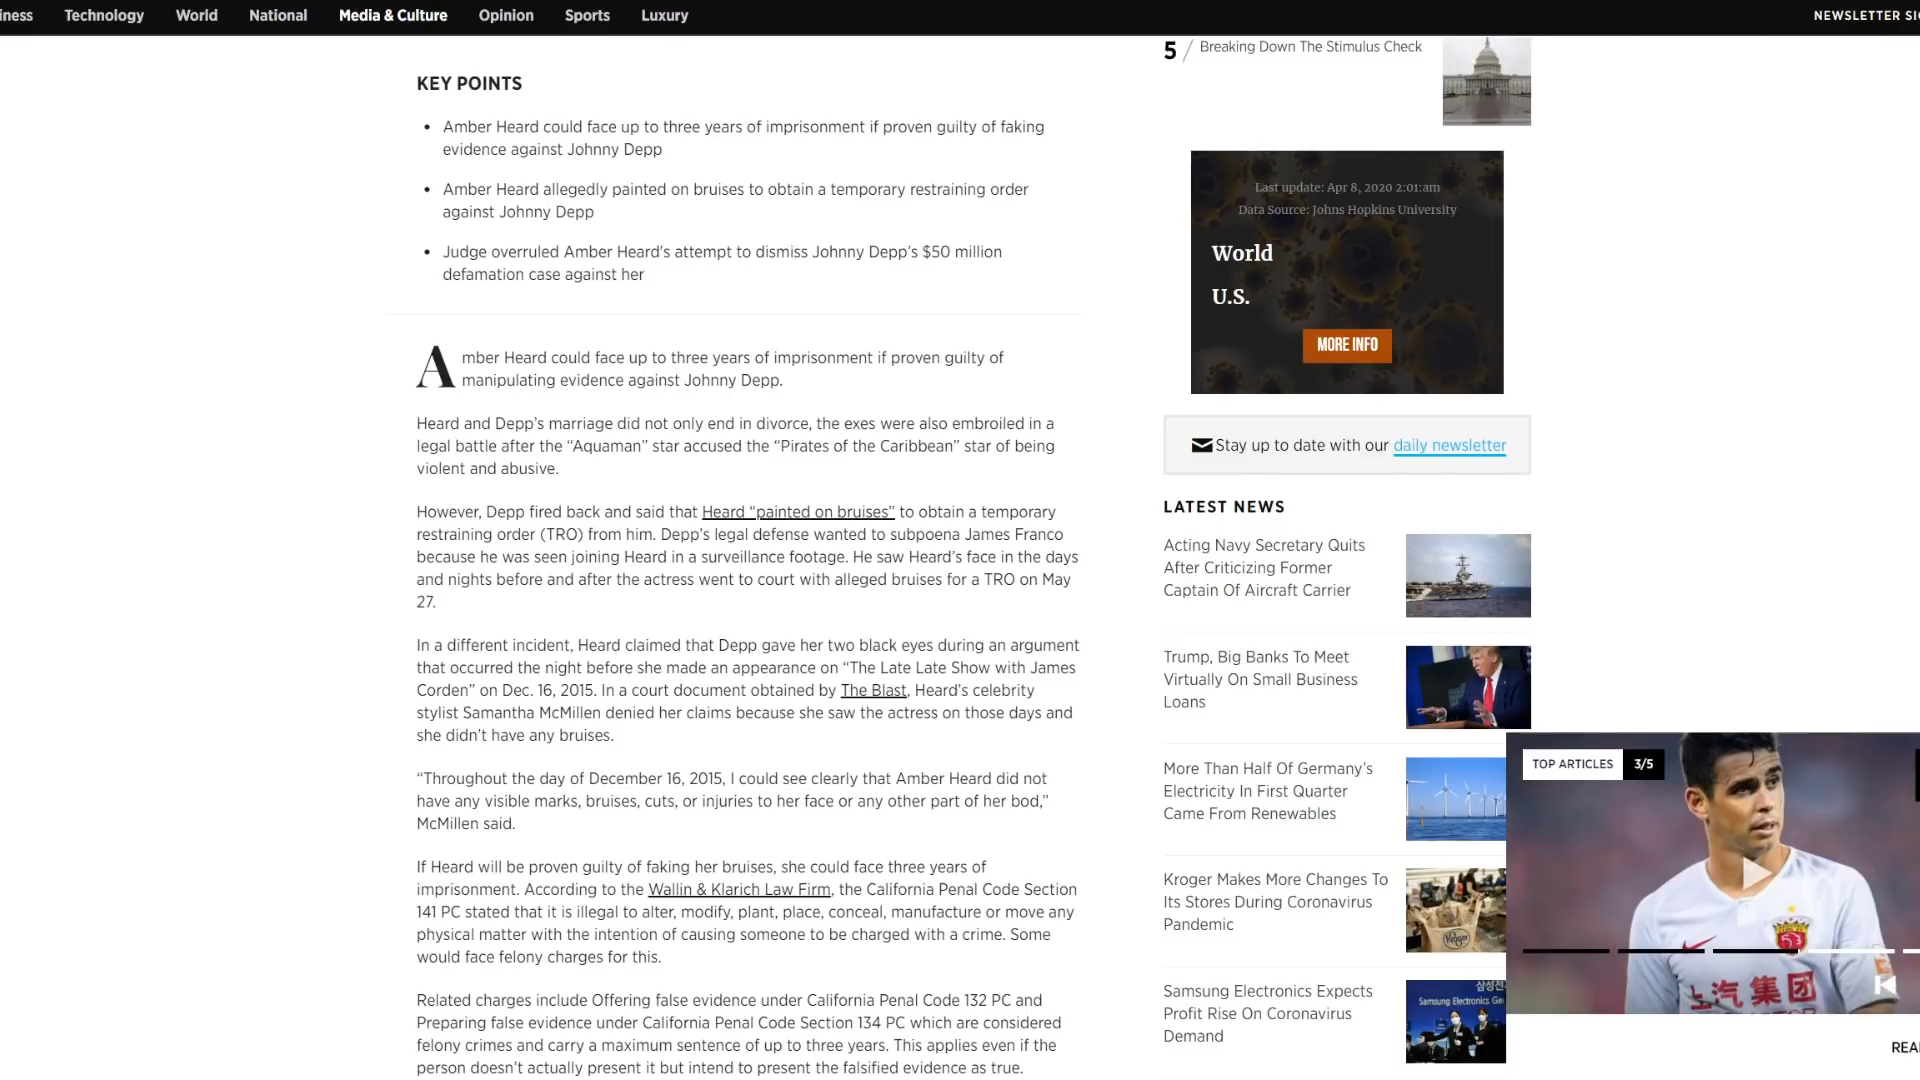 iness Technology World National Media & Culture Opinion Sports Luxury NEWSLETTER SI
KEY POINTS
Amber Heard could face up to three years of imprisonment if proven guilty of faking
evidence against Johnny Depp
Amber Heard allegedly painted on bruises to obtain a temporary restraining order
against Johnny Depp
Judge overruled Amber Heard's attempt to dismiss Johnny Depp's $50 million
defamation case against her
Amber Heard could face up to three years of imprisonment if proven guilty of
manipulating evidence against Johnny Depp.
Heard and Depp's marriage did not only end in divorce, the exes were also embroiled in a
legal battle after the “Aquaman” star accused the “Pirates of the Caribbean” star of being
violent and abusive.
However, Depp fired back and said that Heard “painted on bruises” to obtain a temporary
restraining order (TRO) from him. Depp's legal defense wanted to subpoena James Franco
because he was seen joining Heard in a surveillance footage. He saw Heard's face in the days
and nights before and after the actress went to court with alleged bruises for a TRO on May
27.
In a different incident, Heard claimed that Depp gave her two black eyes during an argument
that occurred the night before she made an appearance on “The Late Late Show with James
Corden” on Dec. 16, 2015. In a court document obtained by The Blast, Heard's celebrity
stylist Samantha McMillen denied her claims because she saw the actress on those days and
she didn't have any bruises.
“Throughout the day of December 16, 2015, I could see clearly that Amber Heard did not
have any visible marks, bruises, cuts, or injuries to her face or any other part of her bod,”
McMillen said.
If Heard will be proven guilty of faking her bruises, she could face three years of
imprisonment. According to the Wallin & Klarich Law Firm, the California Penal Code Section
141 PC stated that it is illegal to alter, modify, plant, place, conceal, manufacture or move any
physical matter with the intention of causing someone to be charged with a crime. Some
would face felony charges for this.
Related charges include Offering false evidence under California Penal Code 132 PC and
Preparing false evidence under California Penal Code Section 134 PC which are considered
felony crimes and carry a maximum sentence of up to three years. This applies even if the
person doesn't actually present it but intend to present the falsified evidence as true.
5 / Breaking Down The Stimulus Check
Last update: Apr 8, 2020 2:01:am
Data Source: Johns Hopkins University
World
U.S.
MORE INFO
Stay up to date with our daily newsletter
LATEST NEWS
Acting Navy Secretary Quits
After Criticizing Former
Captain Of Aircraft Carrier
Trump, Big Banks To Meet
Virtually On Small Business
Loans
More Than Half Of Germany's
Electricity In First Quarter
Came From Renewables
Kroger Makes More Changes To
Its Stores During Coronavirus
Pandemic
Kroger
Samsung Electronics Expects
Profit Rise On Coronavirus
Demand
삼성전
Samsung Electronics Ge
TOP ARTICLES 3/5
上汽集团
REA